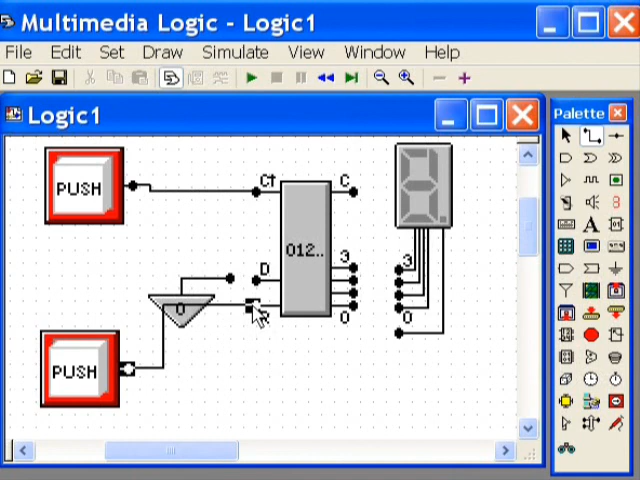 Multimedia Logic - Logic1
File Edit Set Draw Simulate View Window Help
Logic1
Palette
PUSH
Ct
C
D
012..
3
0
R
3
0
0
PUSH
A
8